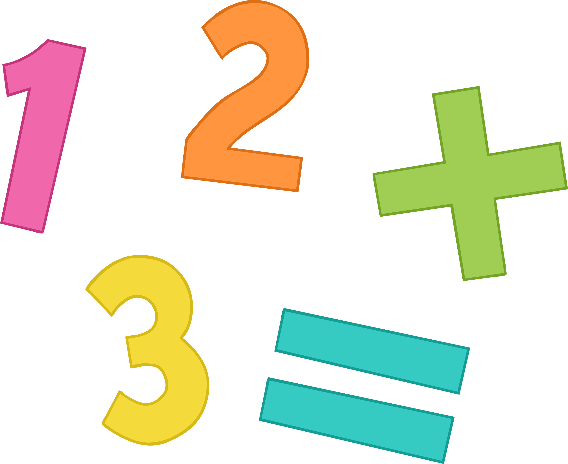 1 2 +
3 =